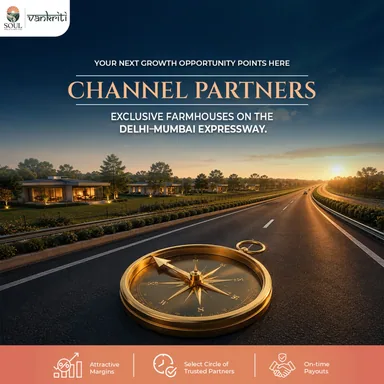 SOUL
vankriti
YOUR NEXT GROWTH OPPORTUNITY POINTS HERE
CHANNEL PARTNERS
EXCLUSIVE FARMHOUSES ON THE
DELHI–MUMBAI EXPRESSWAY.
Attractive
Margins
Select Circle of
Trusted Partners
On-time
Payouts